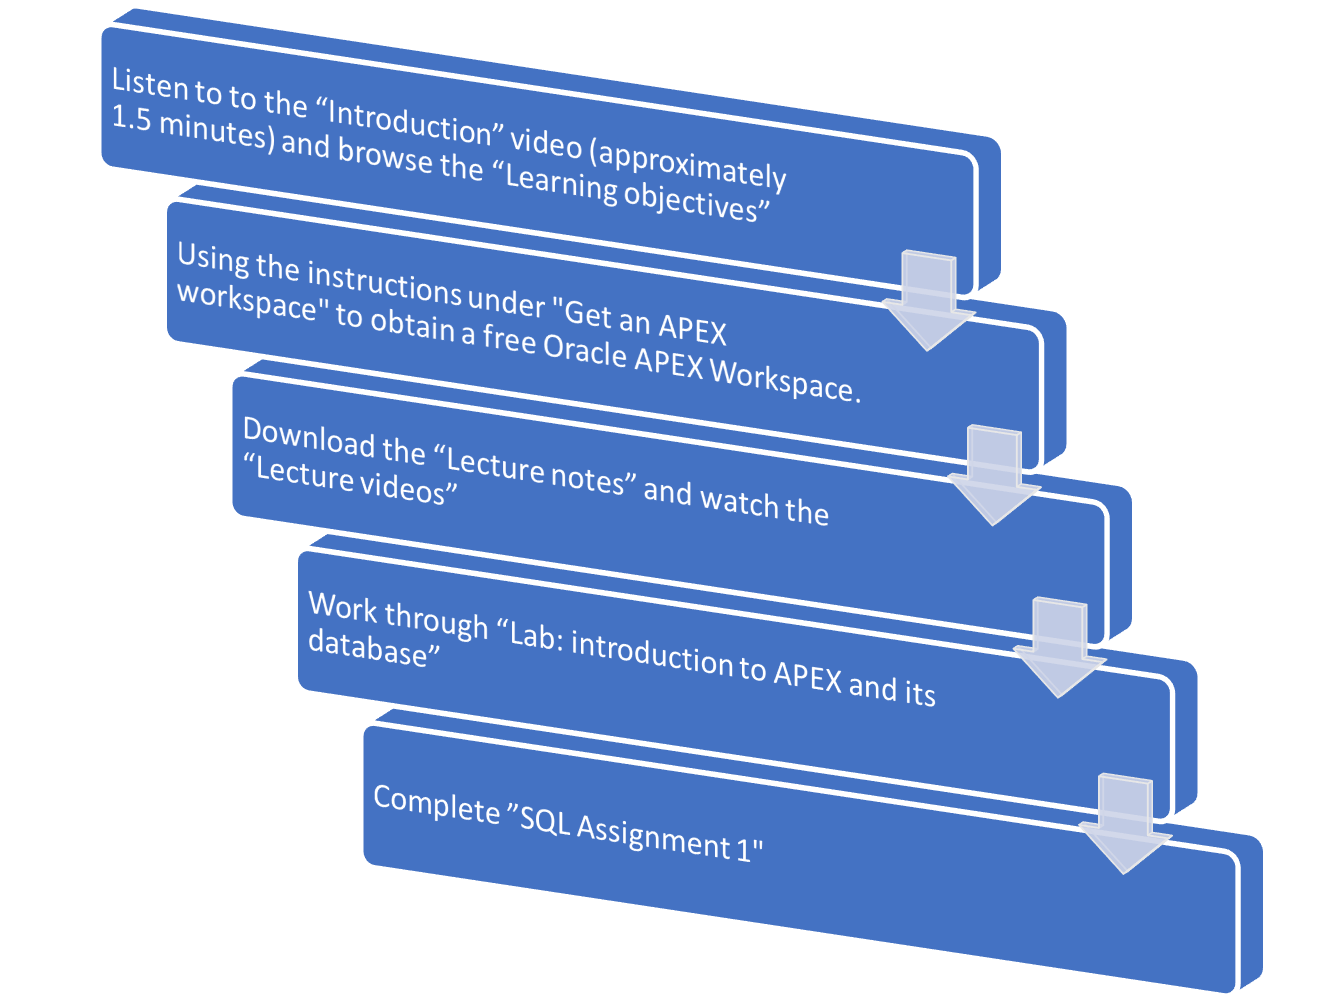 Listen to to the “Introduction” video (approximately
1.5 minutes) and browse the “Learning objectives”
Using the instructions under "Get an APEX
workspace" to obtain a free Oracle APEX Workspace.
Download the “Lecture notes” and watch the
“Lecture videos”
Work through “Lab: introduction to APEX and its
database”
Complete ”SQL Assignment 1"